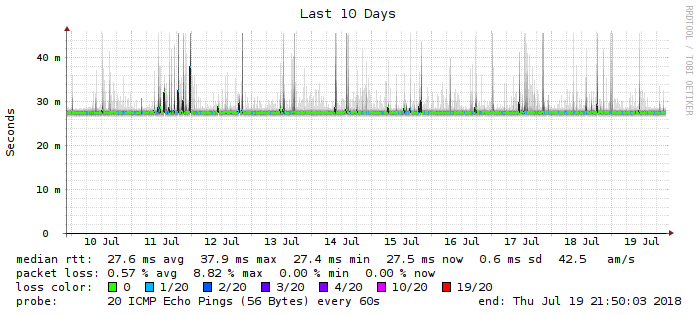 Last 10 Days
RRDTOOL / TOBI OETIKER
Seconds
40 m
30 m
20 m
10 m
0
10 Jul 11 Jul 12 Jul 13 Jul 14 Jul 15 Jul 16 Jul 17 Jul 18 Jul 19 Jul
median rtt: 27.6 ms avg 37.9 ms max 27.4 ms min 27.5 ms now 0.6 ms sd 42.5 am/s
packet loss: 0.57 % avg 8.82 % max 0.00 % min 0.00 % now
loss color: 0 1/20 2/20 3/20 4/20 10/20 19/20
probe: 20 ICMP Echo Pings (56 Bytes) every 60s end: Thu Jul 19 21:50:03 2018